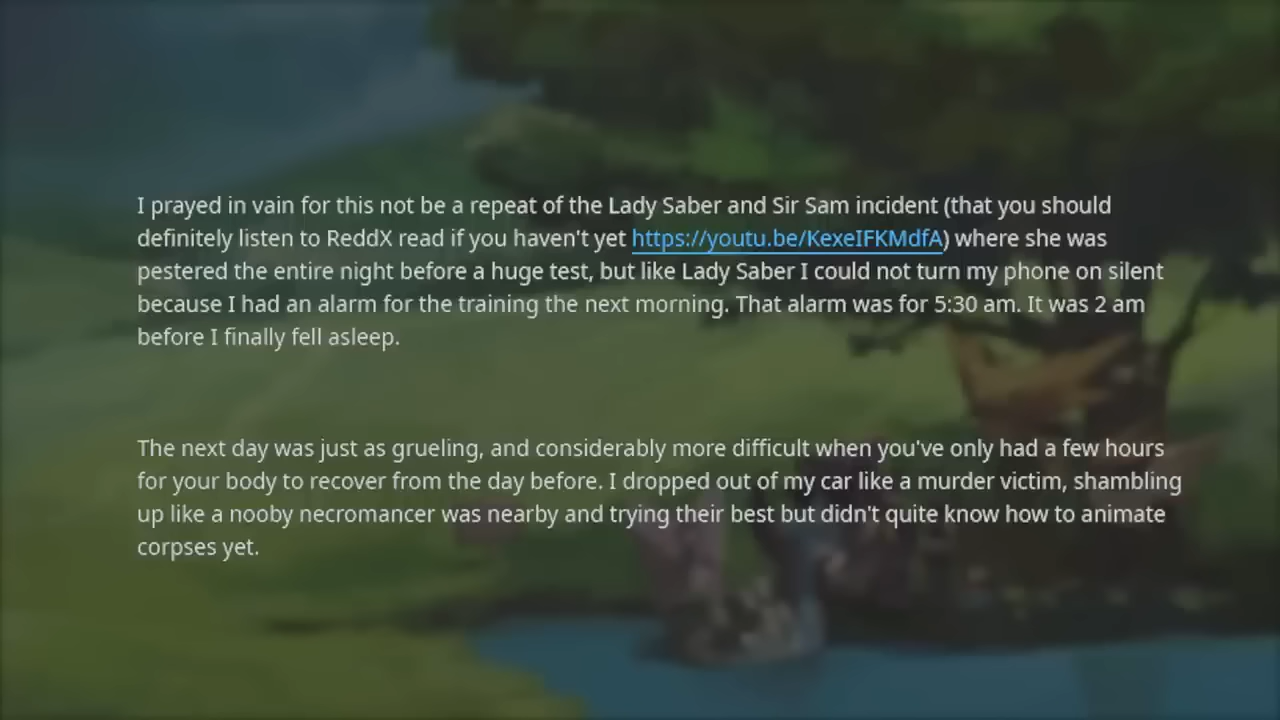 I prayed in vain for this not be a repeat of the Lady Saber and Sir Sam incident (that you should
definitely listen to ReddX read if you haven't yet https://youtu.be/KexeIFKMdfA) where she was
pestered the entire night before a huge test, but like Lady Saber I could not turn my phone on silent
because I had an alarm for the training the next morning. That alarm was for 5:30 am. It was 2 am
before I finally fell asleep.
The next day was just as grueling, and considerably more difficult when you've only had a few hours
for your body to recover from the day before. I dropped out of my car like a murder victim, shambling
up like a nooby necromancer was nearby and trying their best but didn't quite know how to animate
corpses yet.